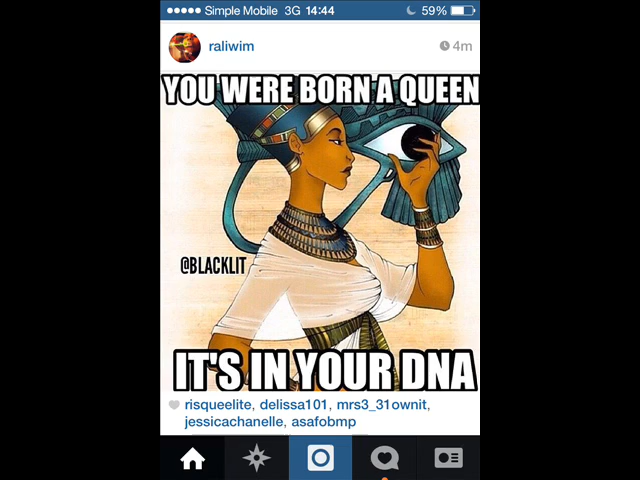 Simple Mobile 3G 14:44 59%
raliwim 4m
YOU WERE BORN A QUEEN
@BLACKLIT
IT'S IN YOUR DNA
risqueelite, delissa101, mrs3_31ownit,
jessicachanelle, asafobmp